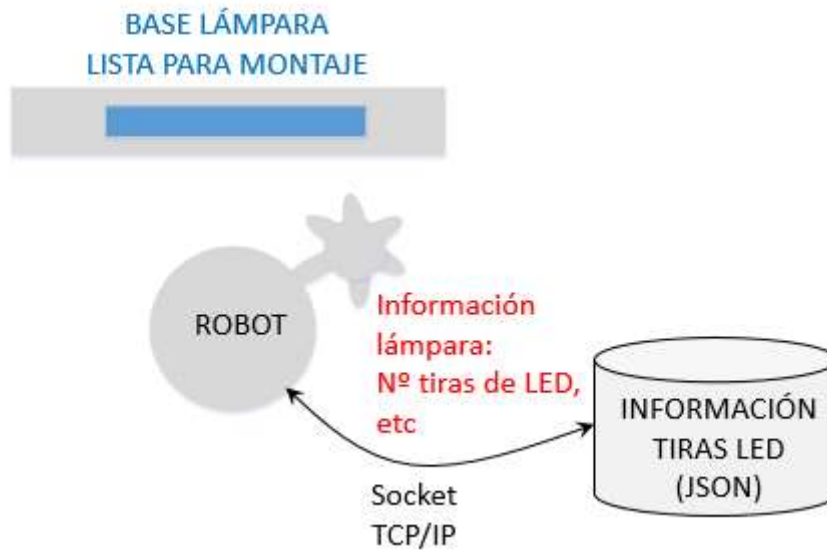 BASE LÁMPARA
LISTA PARA MONTAJE
ROBOT
Información
lámpara:
Nº tiras de LED,
etc
INFORMACIÓN
TIRAS LED
(JSON)
Socket
TCP/IP